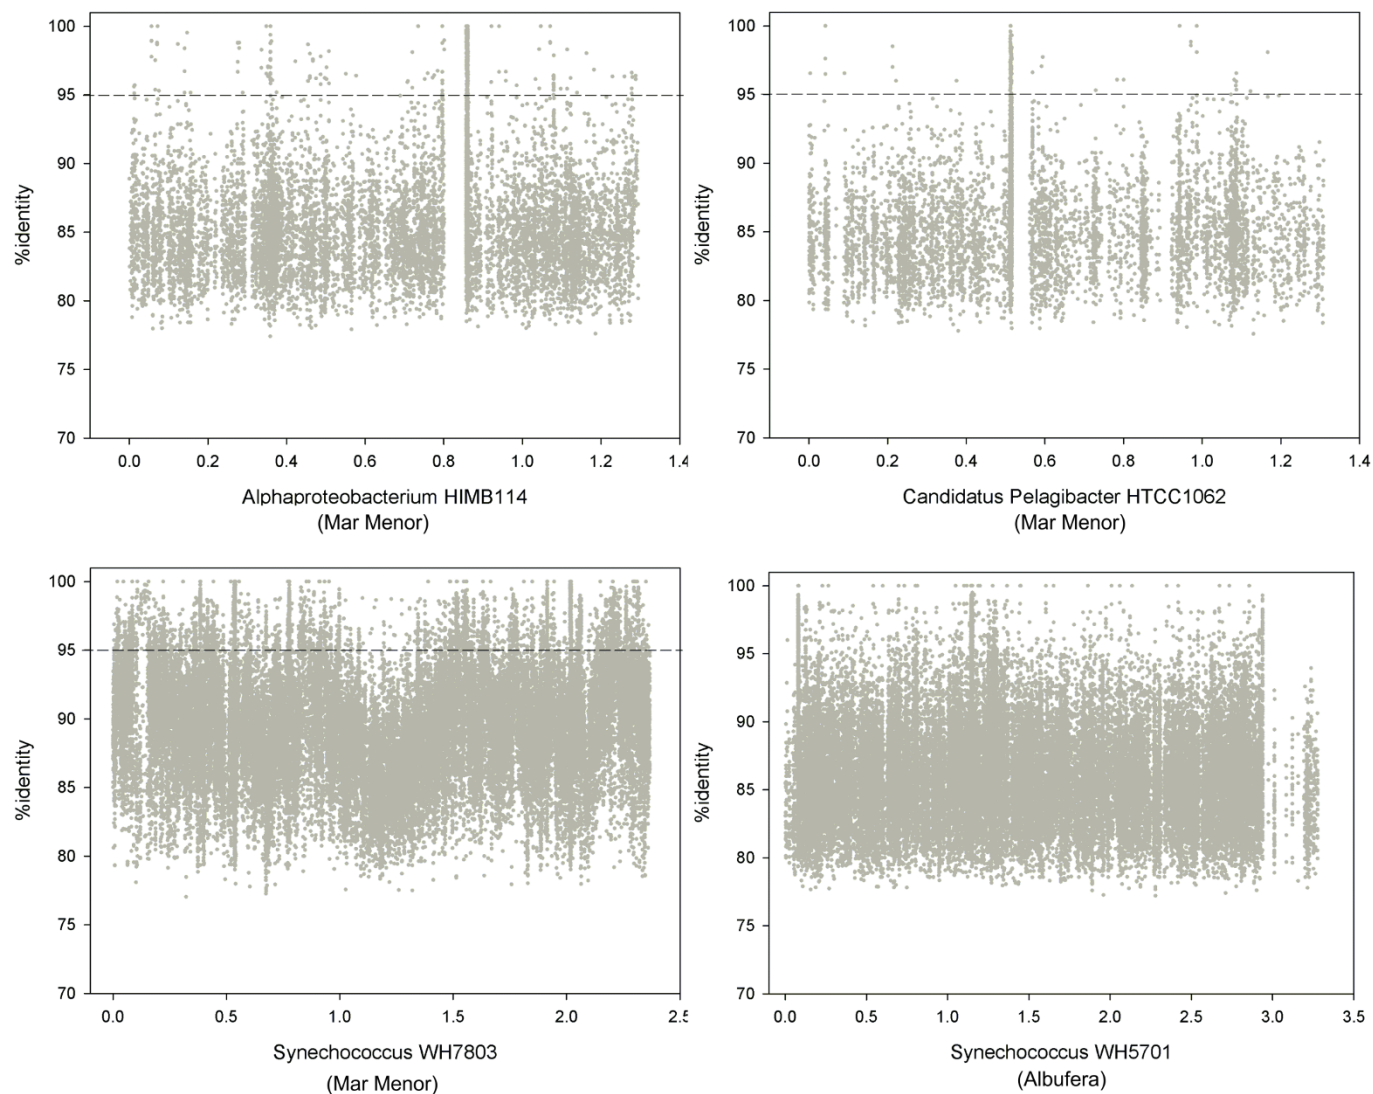 100
95
90
85
80
75
70
%identity
0.0 0.2 0.4 0.6 0.8 1.0 1.2 1.4
Alphaproteobacterium HIMB114
(Mar Menor)
100
95
90
85
80
75
70
%identity
0.0 0.2 0.4 0.6 0.8 1.0 1.2 1.4
Candidatus Pelagibacter HTCC1062
(Mar Menor)
100
95
90
85
80
75
70
%identity
0.0 0.5 1.0 1.5 2.0 2.5
Synechococcus WH7803
(Mar Menor)
100
95
90
85
80
75
70
%identity
0.0 0.5 1.0 1.5 2.0 2.5 3.0 3.5
Synechococcus WH5701
(Albufera)